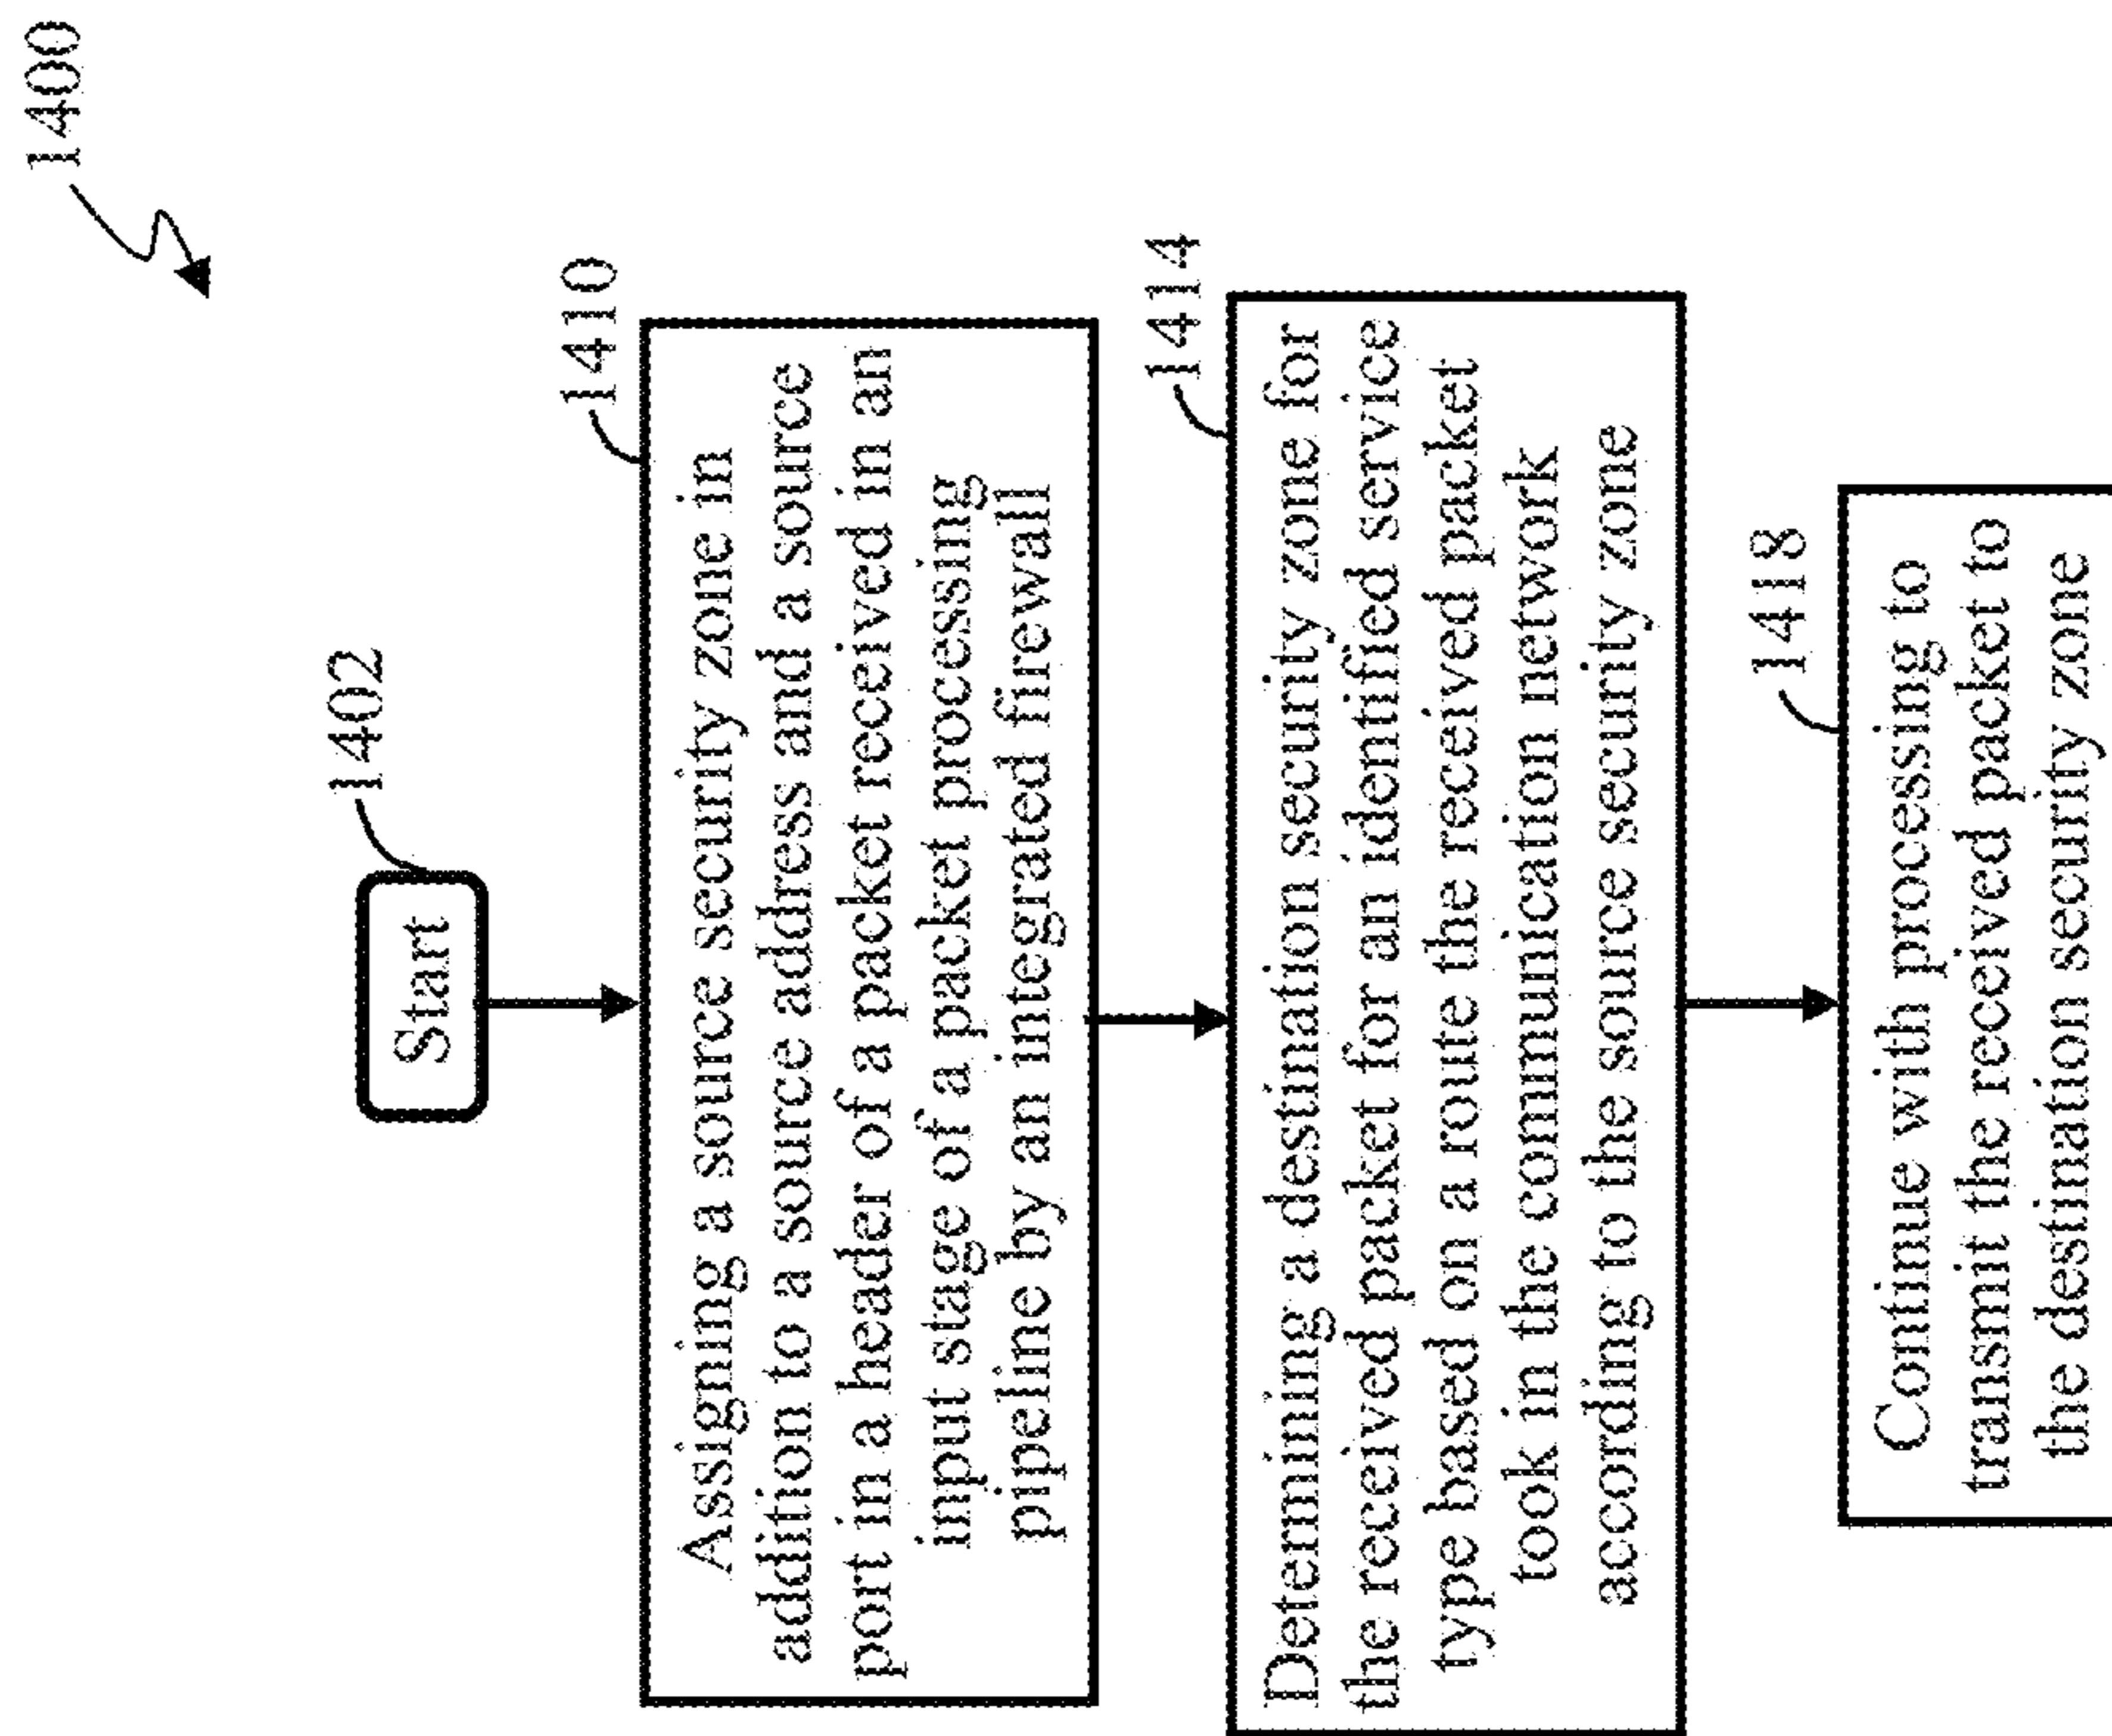 1400
1402
Start
1410
Assigning a source security zone in
addition to a source address and a source
port in a header of a packet received in an
input stage of a packet processing
pipeline by an integrated firewall
1414
Determining a destination security zone for
the received packet for an identified service
type based on a route the received packet
took in the communication network
according to the source security zone
1418
Continue with processing to
transmit the received packet to
the destination security zone